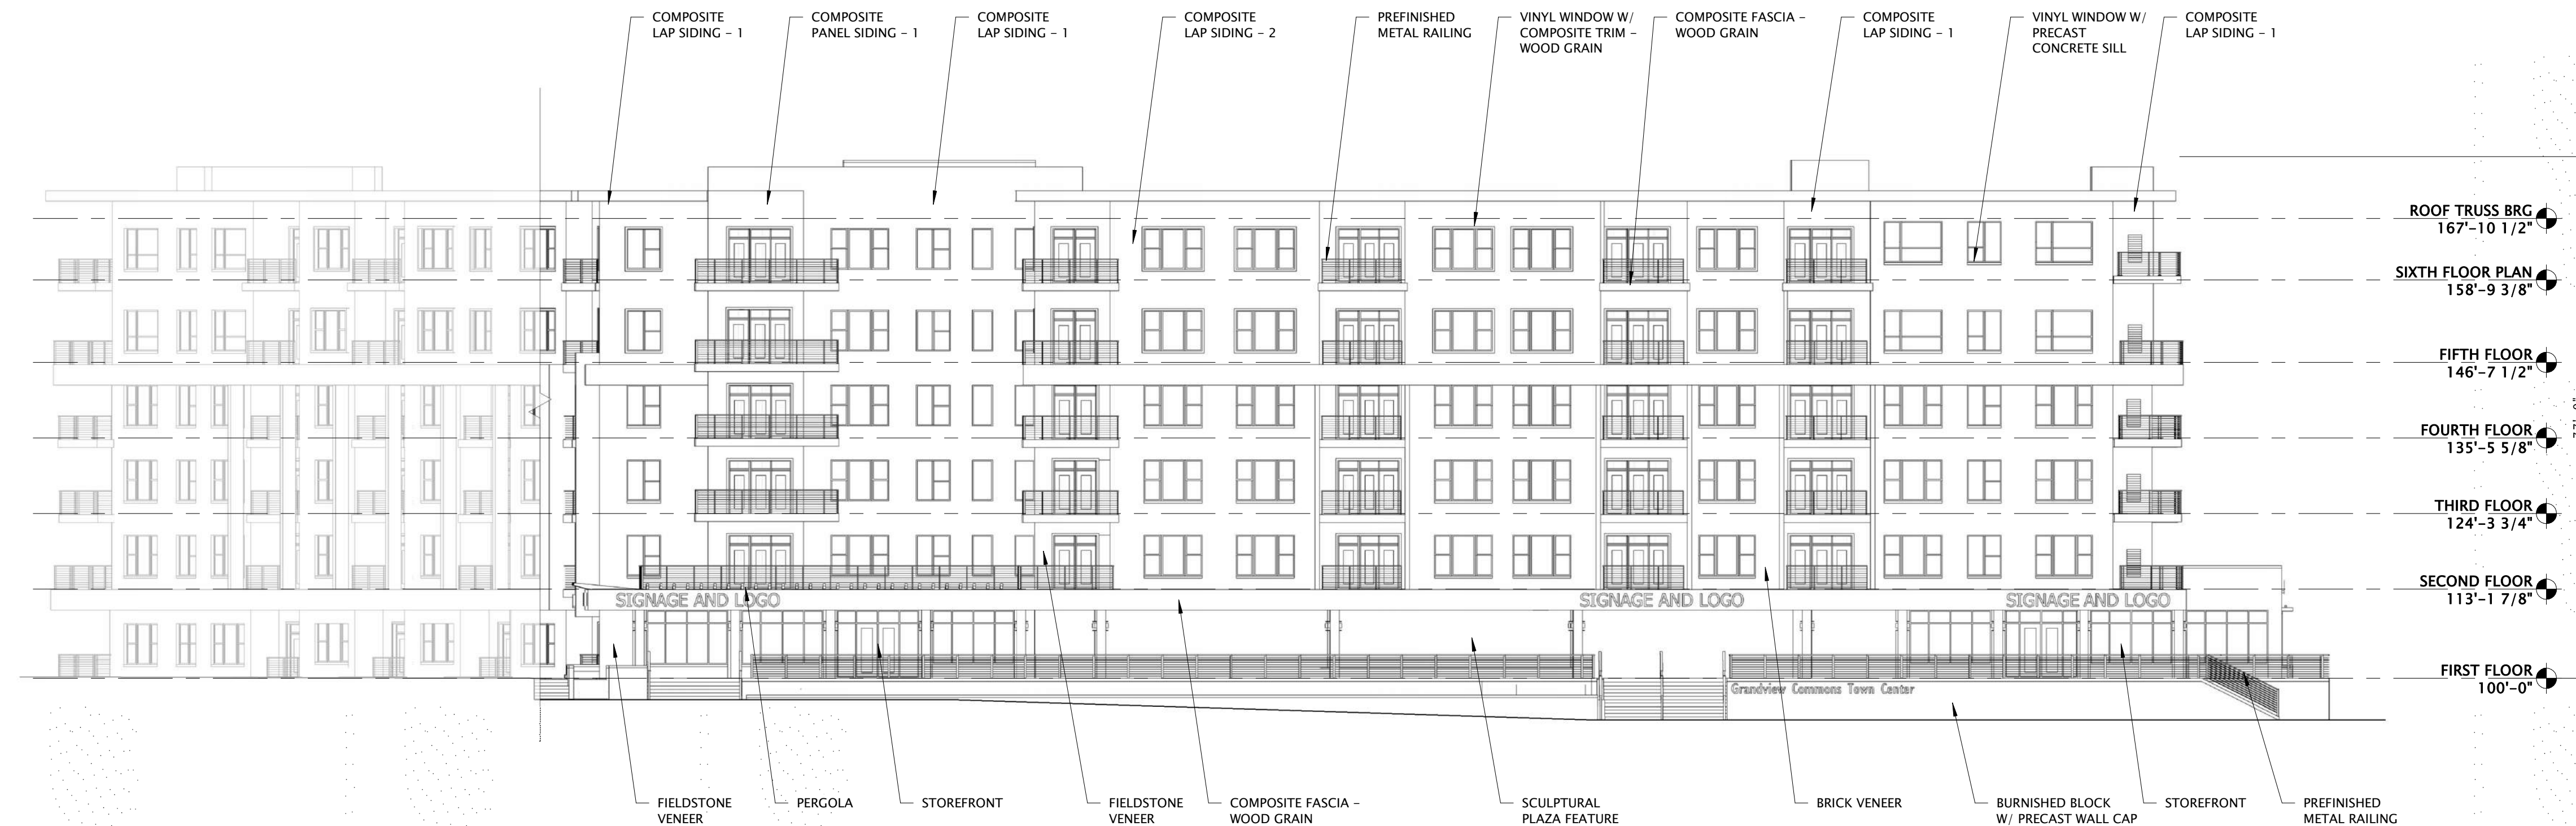 COMPOSITE
LAP SIDING – 1
COMPOSITE
PANEL SIDING – 1
COMPOSITE
LAP SIDING – 1
COMPOSITE
LAP SIDING – 2
PREFINISHED
METAL RAILING
VINYL WINDOW W/
COMPOSITE TRIM –
WOOD GRAIN
COMPOSITE FASCIA –
WOOD GRAIN
COMPOSITE
LAP SIDING – 1
VINYL WINDOW W/
PRECAST
CONCRETE SILL
COMPOSITE
LAP SIDING – 1
ROOF TRUSS BRG
167'–10 1/2"
SIXTH FLOOR PLAN
158'–9 3/8"
FIFTH FLOOR
146'–7 1/2"
FOURTH FLOOR
135'–5 5/8"
THIRD FLOOR
124'–3 3/4"
SECOND FLOOR
113'–1 7/8"
SIGNAGE AND LOGO
SIGNAGE AND LOGO
SIGNAGE AND LOGO
FIRST FLOOR
100'–0"
Grandview Commons Town Center
FIELDSTONE
VENEER
PERGOLA
STOREFRONT
FIELDSTONE
VENEER
COMPOSITE FASCIA –
WOOD GRAIN
SCULPTURAL
PLAZA FEATURE
BRICK VENEER
BURNISHED BLOCK
W/ PRECAST WALL CAP
STOREFRONT
PREFINISHED
METAL RAILING